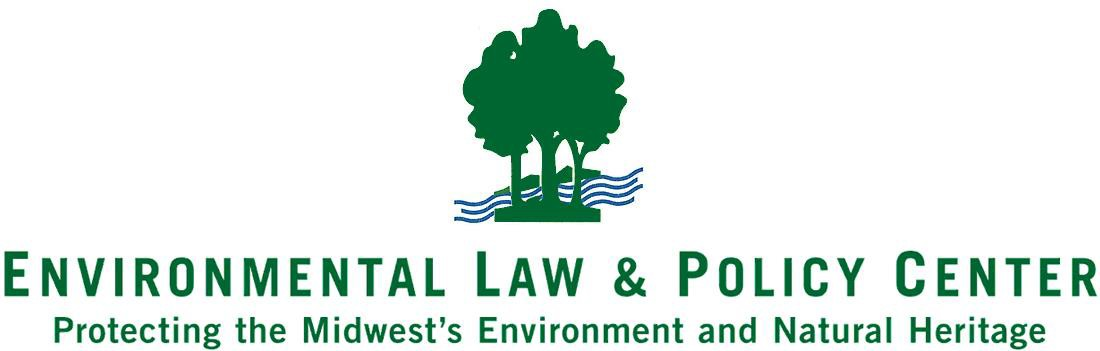 ENVIRONMENTAL LAW & POLICY CENTER
Protecting the Midwest's Environment and Natural Heritage